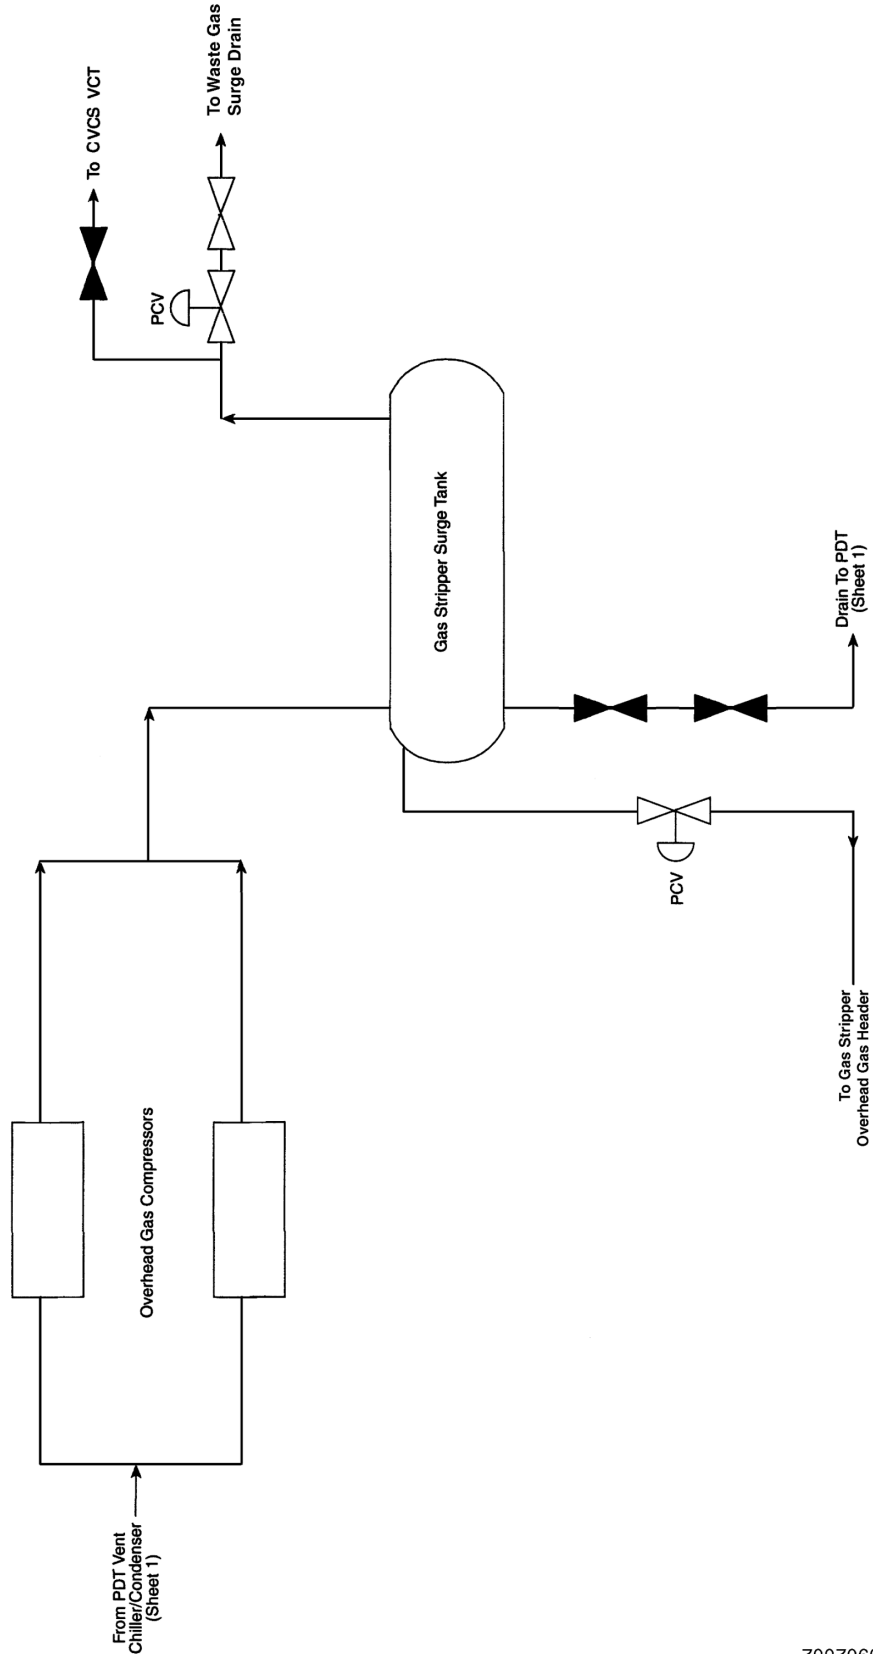 To CVCS VCT
To Waste Gas
Surge Drain
PCV
Gas Stripper Surge Tank
Drain To PDT
(Sheet 1)
PCV
To Gas Stripper
Overhead Gas Header
Overhead Gas Compressors
From PDT Vent
Chiller/Condenser
(Sheet 1)